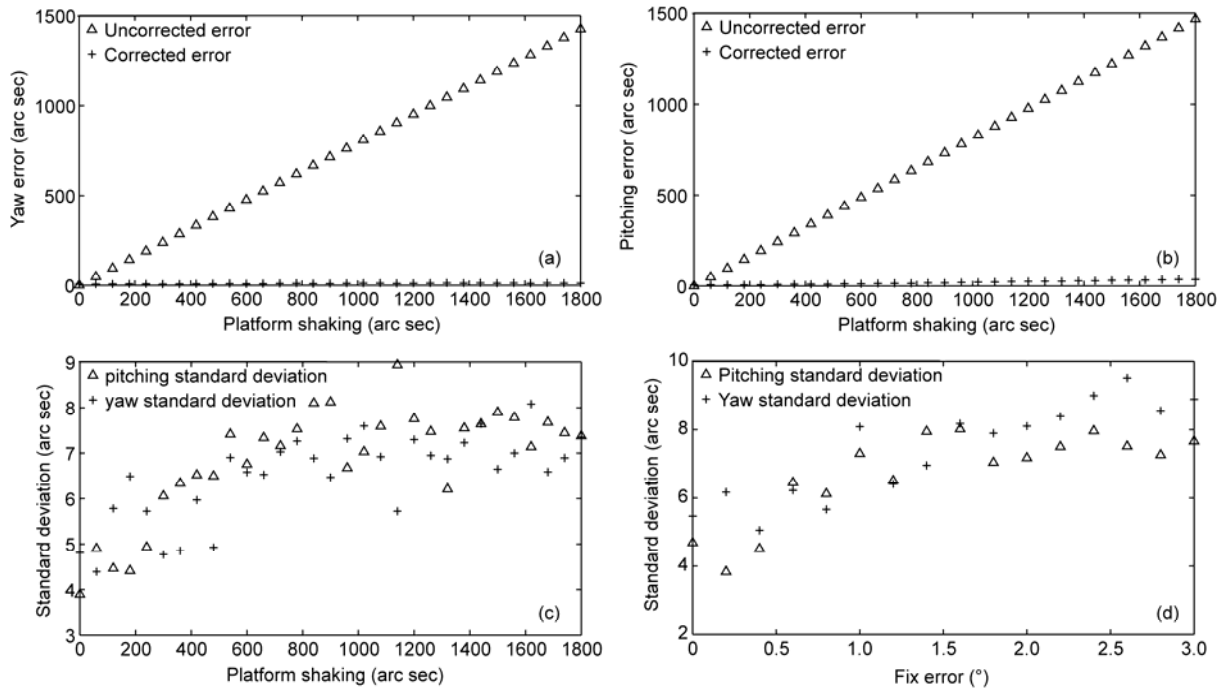 1500
△ Uncorrected error
+ Corrected error
1000
500
0
Yaw error (arc sec)
(a)
0 200 400 600 800 1000 1200 1400 1600 1800
Platform shaking (arc sec)
1500
△ Uncorrected error
+ Corrected error
1000
500
0
Pitching error (arc sec)
(b)
0 200 400 600 800 1000 1200 1400 1600 1800
Platform shaking (arc sec)
9
△ pitching standard deviation
+ yaw standard deviation
8
7
6
5
4
3
Standard deviation (arc sec)
(c)
0 200 400 600 800 1000 1200 1400 1600 1800
Platform shaking (arc sec)
10
△ Pitching standard deviation
+ Yaw standard deviation
8
6
4
2
Standard deviation (arc sec)
(d)
0 0.5 1.0 1.5 2.0 2.5 3.0
Fix error (°)